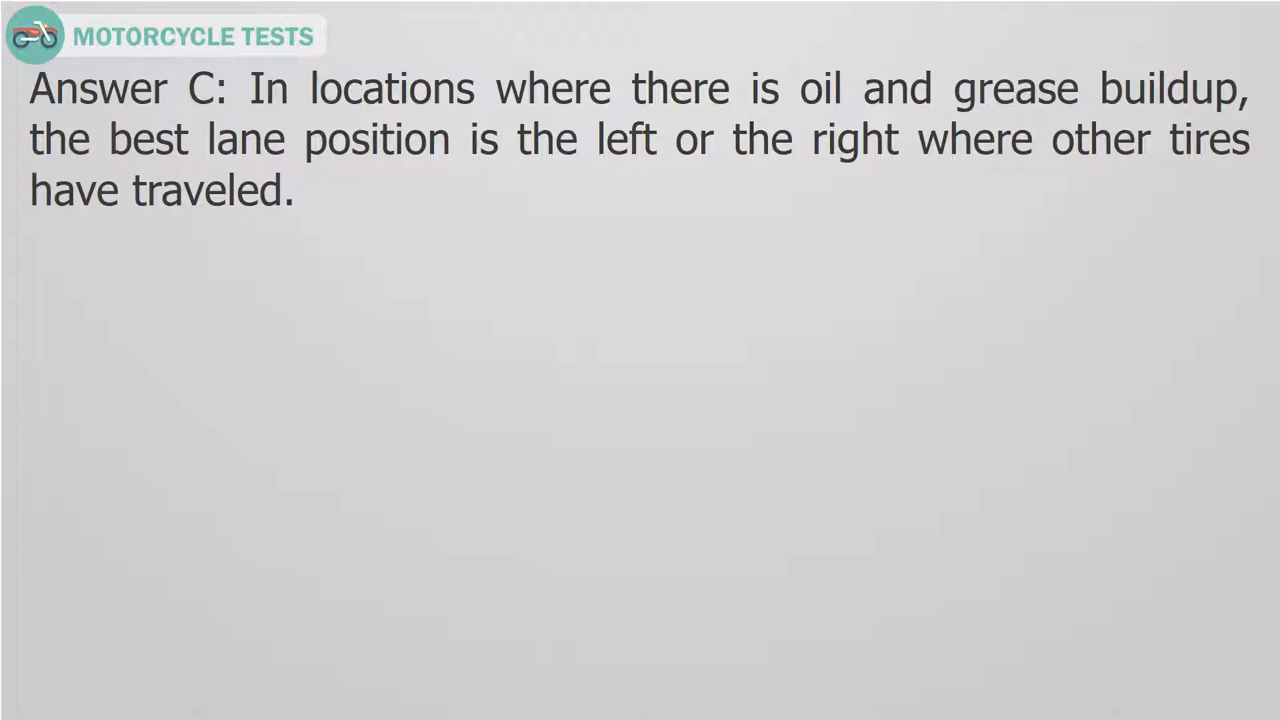 MOTORCYCLE TESTS
Answer C: In locations where there is oil and grease buildup,
the best lane position is the left or the right where other tires
have traveled.